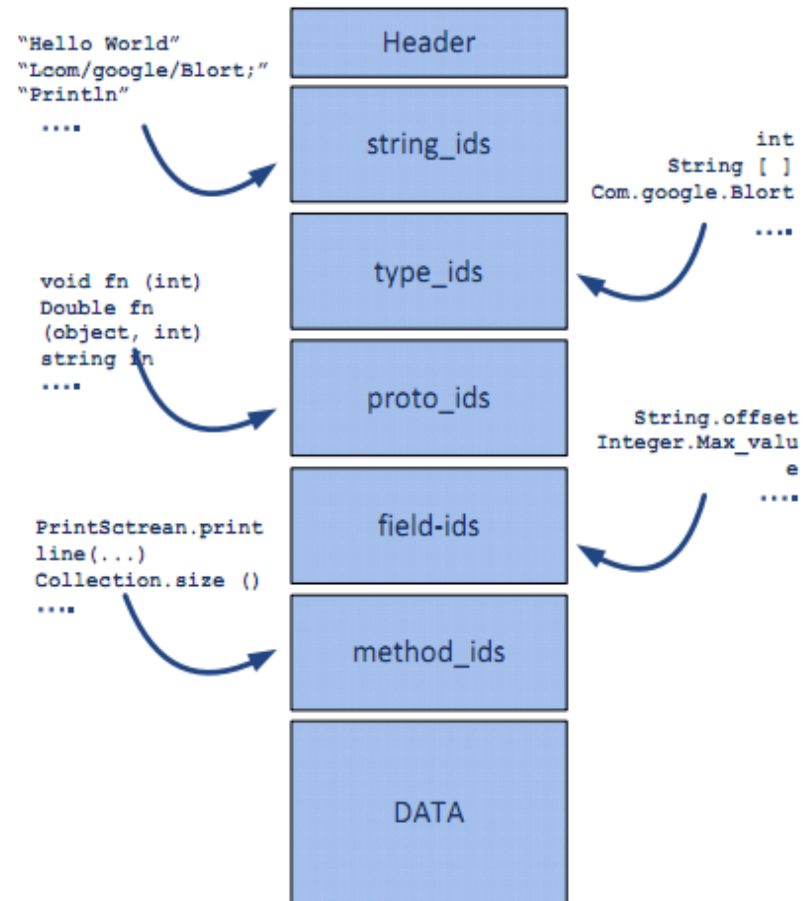 Header
"Hello World"
"Lcom/google/Blort;"
"Println"
....
string_ids
int
String [ ]
Com.google.Blort
....
type_ids
void fn (int)
Double fn
(object, int)
string fn
....
proto_ids
String.offset
Integer.Max_valu
e
....
field-ids
PrintSctrean.print
line(...)
Collection.size ()
....
method_ids
DATA